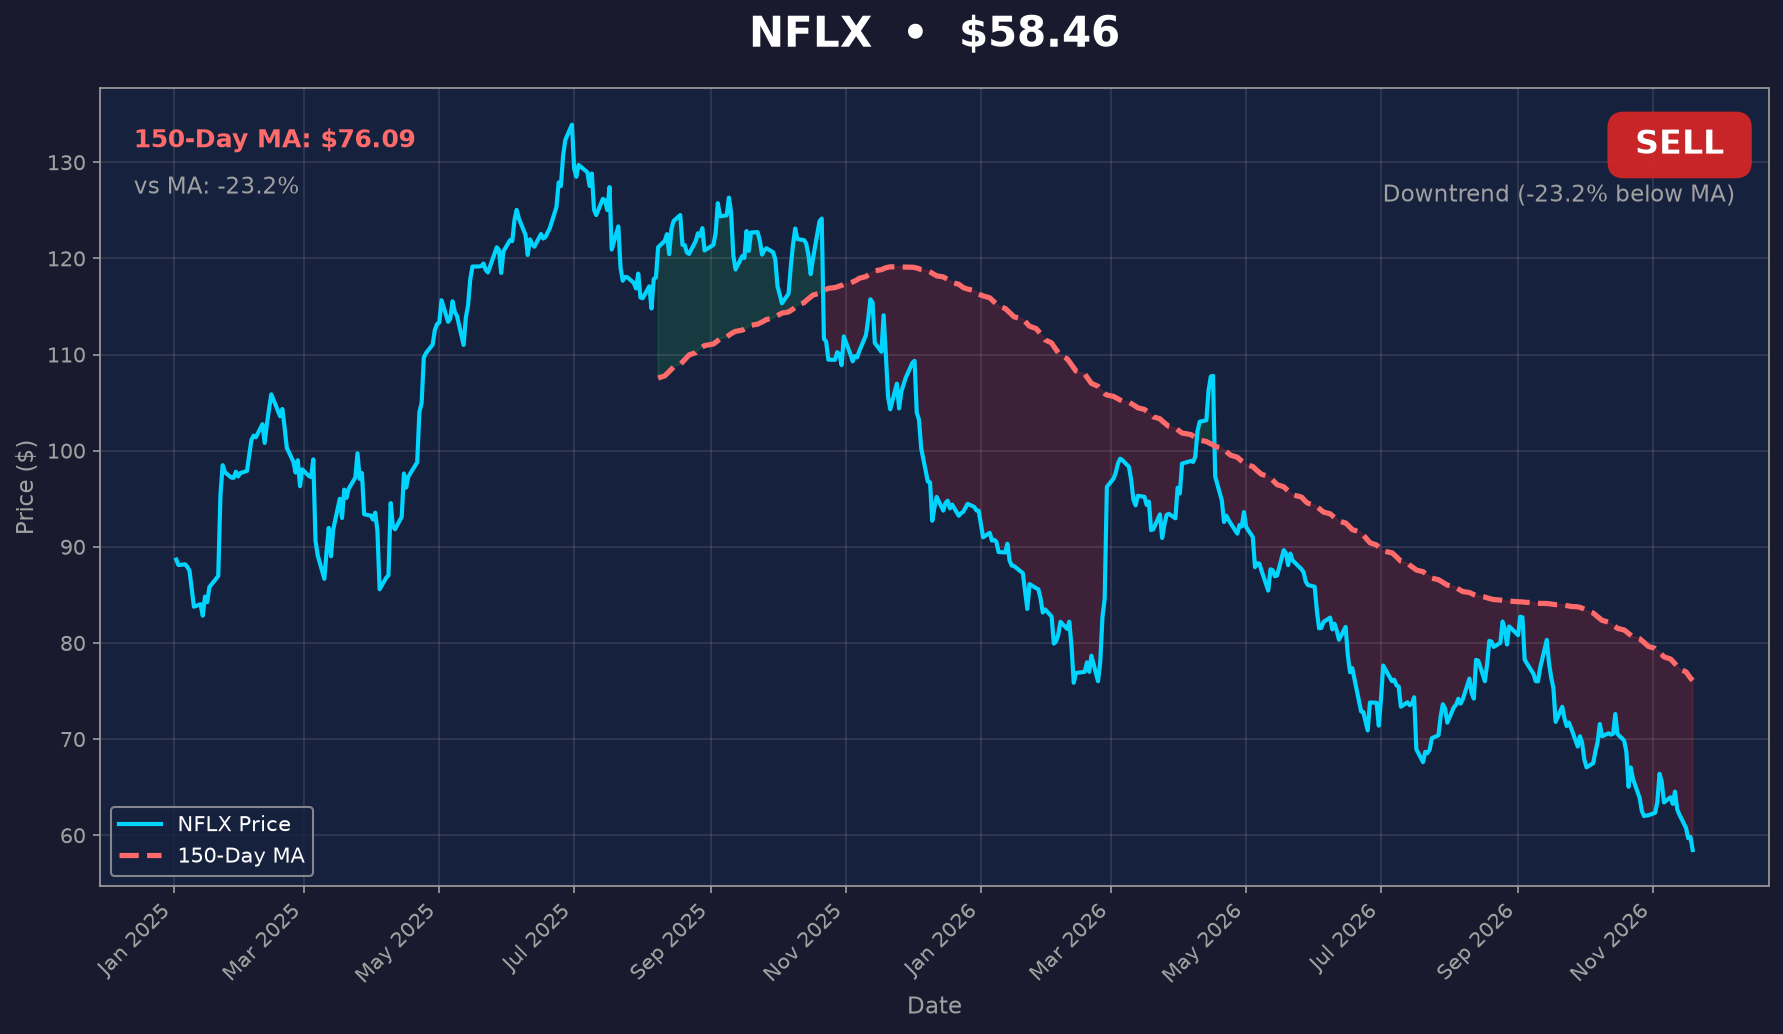 NFLX • $58.46
150-Day MA: $76.09
vs MA: -23.2%
SELL
Downtrend (-23.2% below MA)
Price ($)
130
120
110
100
90
80
70
60
NFLX Price
150-Day MA
Jan 2025
Mar 2025
May 2025
Jul 2025
Sep 2025
Nov 2025
Jan 2026
Mar 2026
May 2026
Jul 2026
Sep 2026
Nov 2026
Date